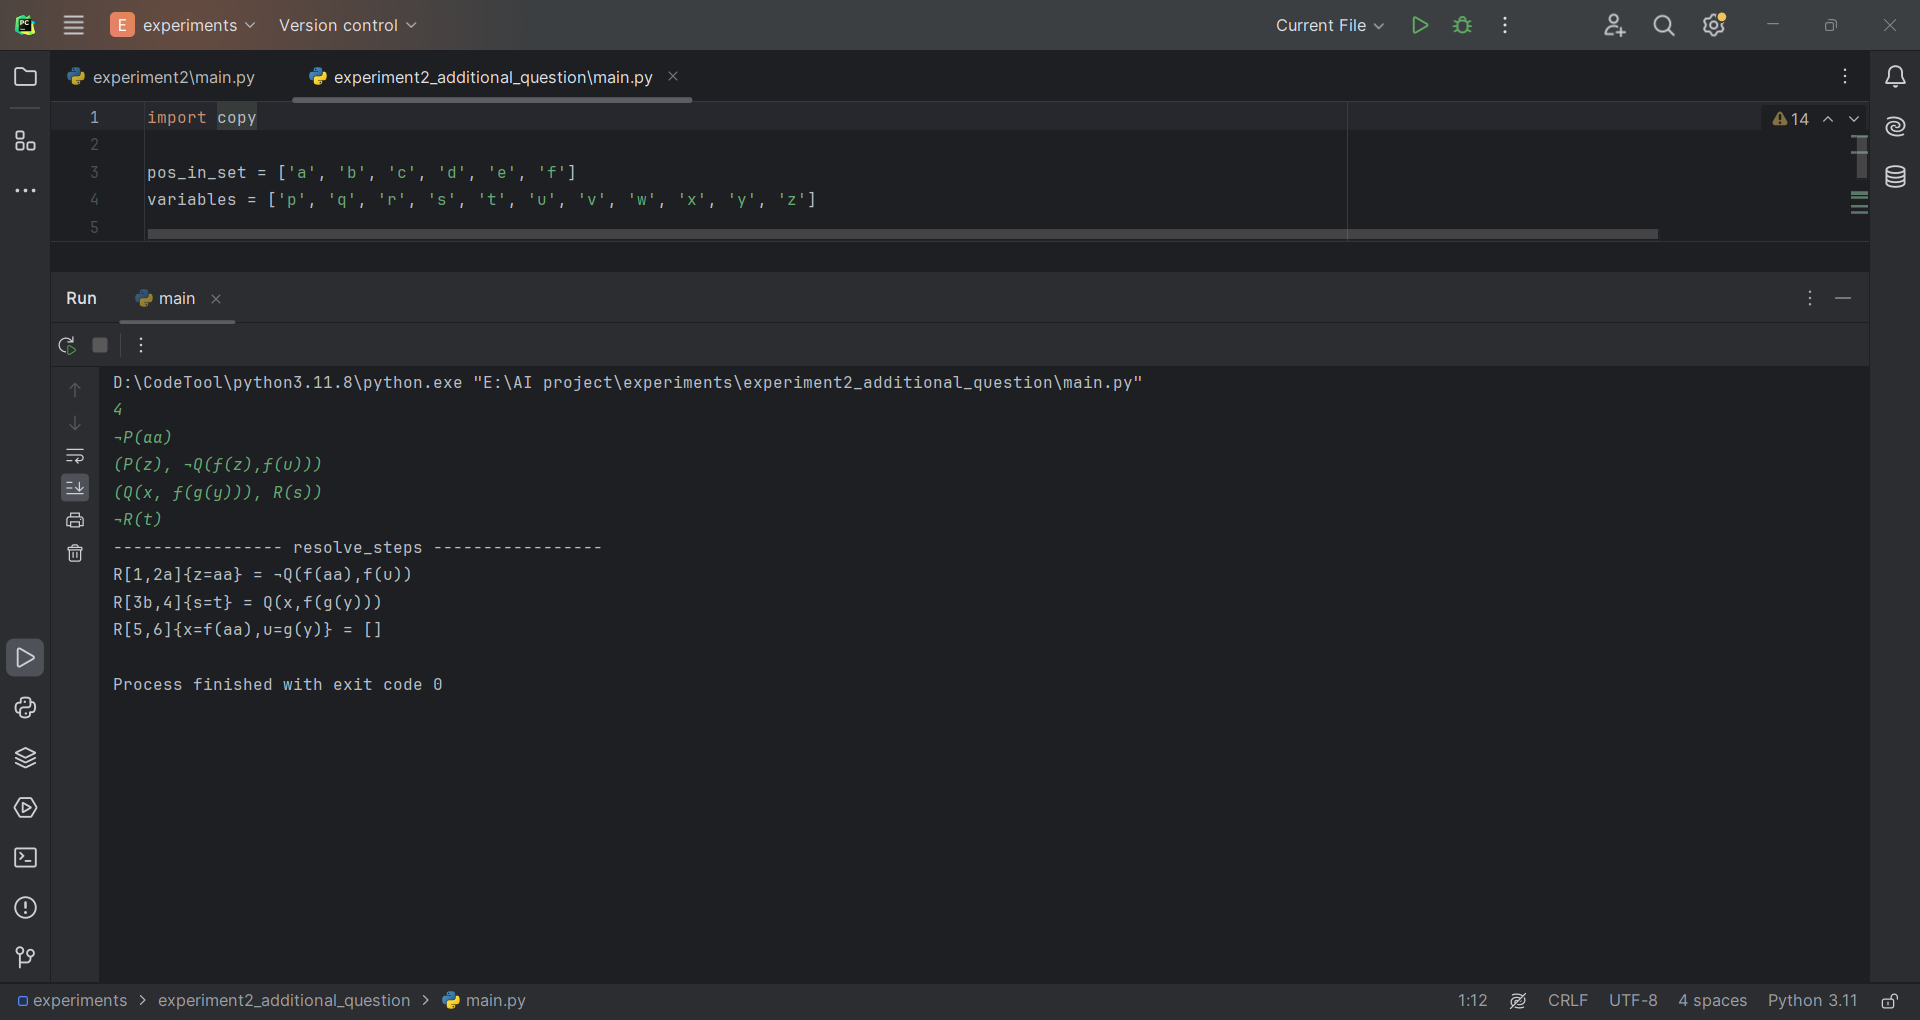 PC
E experiments Version control Current File
experiment2\main.py experiment2_additional_question\main.py
1 import copy 14
2
3 pos_in_set = ['a', 'b', 'c', 'd', 'e', 'f']
4 variables = ['p', 'q', 'r', 's', 't', 'u', 'v', 'w', 'x', 'y', 'z']
5
Run main
D:\CodeTool\python3.11.8\python.exe "E:\AI project\experiments\experiment2_additional_question\main.py"
4
¬P(aa)
(P(z), ¬Q(f(z),f(u)))
(Q(x, f(g(y))), R(s))
¬R(t)
----------------- resolve_steps -----------------
R[1,2a]{z=aa} = ¬Q(f(aa),f(u))
R[3b,4]{s=t} = Q(x,f(g(y)))
R[5,6]{x=f(aa),u=g(y)} = []
Process finished with exit code 0
experiments > experiment2_additional_question > main.py 1:12 CRLF UTF-8 4 spaces Python 3.11